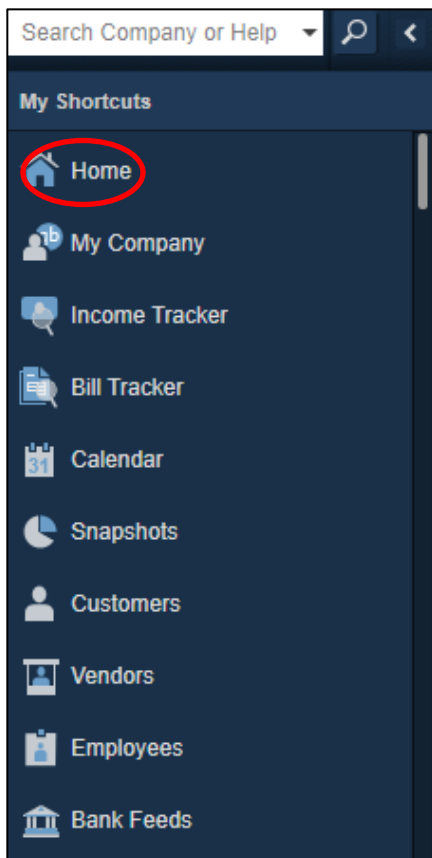 Search Company or Help
My Shortcuts
Home
My Company
Income Tracker
Bill Tracker
31
Calendar
Snapshots
Customers
Vendors
Employees
Bank Feeds